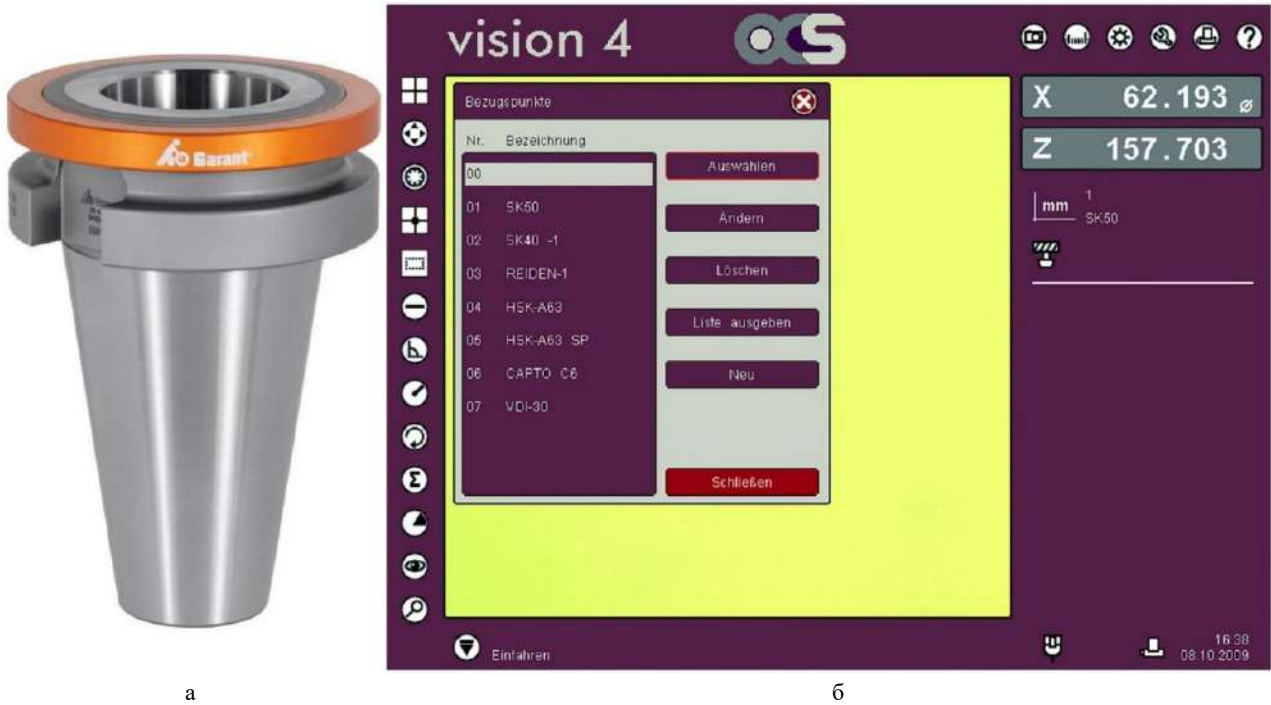 Garant
vision 4
OCS
X 62.193 ø
Z 157.703
mm 1
SK50
Bezugspunkte
Nr. Bezeichnung
00
01 SK50
02 SK40 -1
03 REIDEN-1
04 HSK-A63
05 HSK-A63 SP
06 CAPTO C6
07 VDI-30
Auswählen
Ändern
Löschen
Liste ausgeben
Neu
Schließen
Einfahren
16:38
08.10.2009
а
б